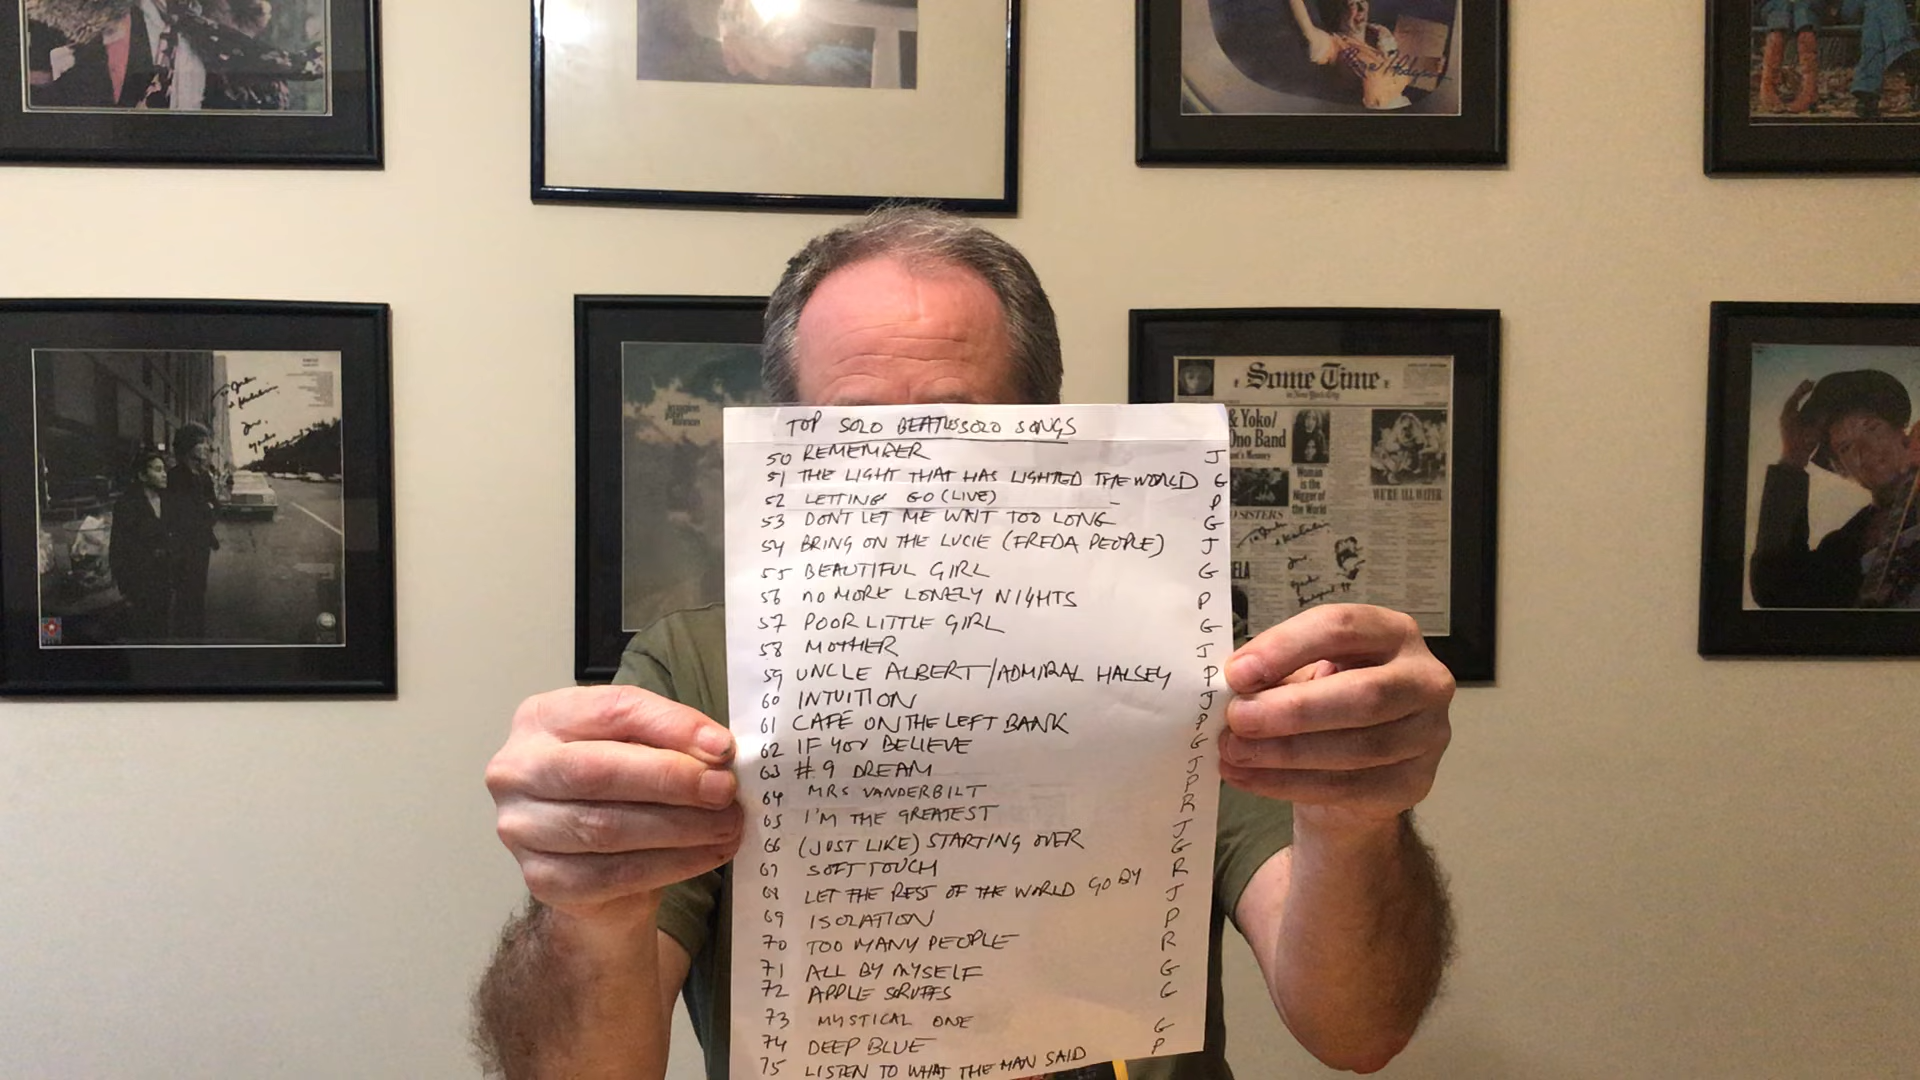 TOP SOLO BEATLES SOLO SONGS
50 REMEMBER J
51 THE LIGHT THAT HAS LIGHTED THE WORLD G
52 LETTING GO (LIVE) P
53 DONT LET ME WAIT TOO LONG G
54 BRING ON THE LUCIE (FREDA PEOPLE) J
55 BEAUTIFUL GIRL G
56 NO MORE LONELY NIGHTS P
57 POOR LITTLE GIRL G
58 MOTHER J
59 UNCLE ALBERT/ADMIRAL HALSEY P
60 INTUITION J
61 CAFÉ ON THE LEFT BANK P
62 IF YOU BELIEVE G
63 #9 DREAM J
64 MRS VANDERBILT P
65 I'M THE GREATEST R
66 (JUST LIKE) STARTING OVER J
67 SOFT TOUCH G
68 LET THE REST OF THE WORLD GO BY R
69 ISOLATION J
70 TOO MANY PEOPLE P
71 ALL BY MYSELF R
72 APPLE SCRUFFS G
73 MYSTICAL ONE G
74 DEEP BLUE G
75 LISTEN TO WHAT THE MAN SAID P
Some Time
in New York City
& Yoko/
Ono Band
Woman
is the
Nigger of
the World
WE'RE ALL WATER
SISTERS
ELA